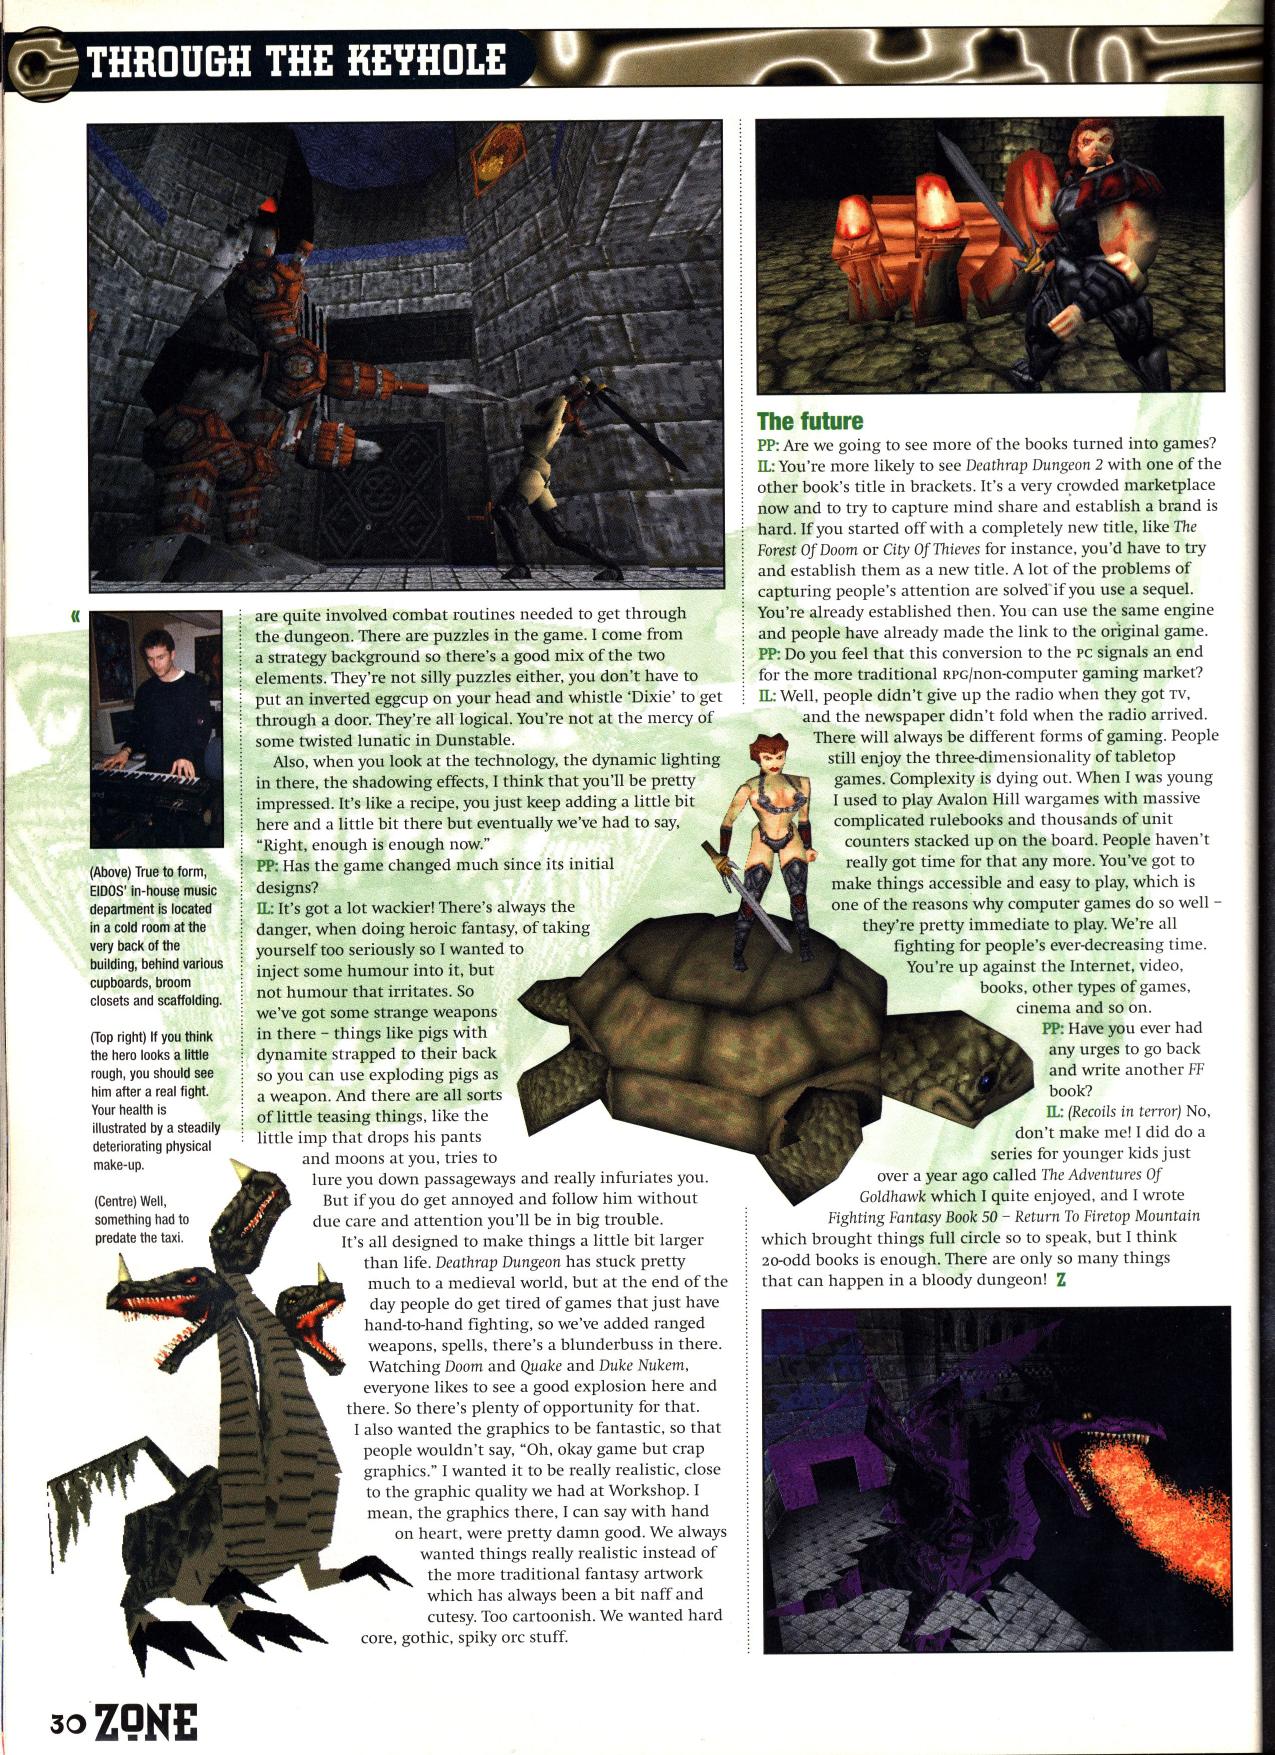 THROUGH THE KEYHOLE
«
(Above) True to form,
EIDOS' in-house music
department is located
in a cold room at the
very back of the
building, behind various
cupboards, broom
closets and scaffolding.
(Top right) If you think
the hero looks a little
rough, you should see
him after a real fight.
Your health is
illustrated by a steadily
deteriorating physical
make-up.
(Centre) Well,
something had to
predate the taxi.
are quite involved combat routines needed to get through
the dungeon. There are puzzles in the game. I come from
a strategy background so there's a good mix of the two
elements. They're not silly puzzles either, you don't have to
put an inverted eggcup on your head and whistle 'Dixie' to get
through a door. They're all logical. You're not at the mercy of
some twisted lunatic in Dunstable.
Also, when you look at the technology, the dynamic lighting
in there, the shadowing effects, I think that you'll be pretty
impressed. It's like a recipe, you just keep adding a little bit
here and a little bit there but eventually we've had to say,
“Right, enough is enough now.”
PP: Has the game changed much since its initial
designs?
IL: It's got a lot wackier! There's always the
danger, when doing heroic fantasy, of taking
yourself too seriously so I wanted to
inject some humour into it, but
not humour that irritates. So
we've got some strange weapons
in there – things like pigs with
dynamite strapped to their back
so you can use exploding pigs as
a weapon. And there are all sorts
of little teasing things, like the
little imp that drops his pants
and moons at you, tries to
lure you down passageways and really infuriates you.
But if you do get annoyed and follow him without
due care and attention you'll be in big trouble.
It's all designed to make things a little bit larger
than life. Deathrap Dungeon has stuck pretty
much to a medieval world, but at the end of the
day people do get tired of games that just have
hand-to-hand fighting, so we've added ranged
weapons, spells, there's a blunderbuss in there.
Watching Doom and Quake and Duke Nukem,
everyone likes to see a good explosion here and
there. So there's plenty of opportunity for that.
I also wanted the graphics to be fantastic, so that
people wouldn't say, “Oh, okay game but crap
graphics.” I wanted it to be really realistic, close
to the graphic quality we had at Workshop. I
mean, the graphics there, I can say with hand
on heart, were pretty damn good. We always
wanted things really realistic instead of
the more traditional fantasy artwork
which has always been a bit naff and
cutesy. Too cartoonish. We wanted hard
core, gothic, spiky orc stuff.
The future
PP: Are we going to see more of the books turned into games?
IL: You're more likely to see Deathrap Dungeon 2 with one of the
other book's title in brackets. It's a very crowded marketplace
now and to try to capture mind share and establish a brand is
hard. If you started off with a completely new title, like The
Forest Of Doom or City Of Thieves for instance, you'd have to try
and establish them as a new title. A lot of the problems of
capturing people's attention are solved if you use a sequel.
You're already established then. You can use the same engine
and people have already made the link to the original game.
PP: Do you feel that this conversion to the PC signals an end
for the more traditional RPG/non-computer gaming market?
IL: Well, people didn't give up the radio when they got TV,
and the newspaper didn't fold when the radio arrived.
There will always be different forms of gaming. People
still enjoy the three-dimensionality of tabletop
games. Complexity is dying out. When I was young
I used to play Avalon Hill wargames with massive
complicated rulebooks and thousands of unit
counters stacked up on the board. People haven't
really got time for that any more. You've got to
make things accessible and easy to play, which is
one of the reasons why computer games do so well –
they're pretty immediate to play. We're all
fighting for people's ever-decreasing time.
You're up against the Internet, video,
books, other types of games,
cinema and so on.
PP: Have you ever had
any urges to go back
and write another FF
book?
IL: (Recoils in terror) No,
don't make me! I did do a
series for younger kids just
over a year ago called The Adventures Of
Goldhawk which I quite enjoyed, and I wrote
Fighting Fantasy Book 50 – Return To Firetop Mountain
which brought things full circle so to speak, but I think
20-odd books is enough. There are only so many things
that can happen in a bloody dungeon! Z
30 ZONE